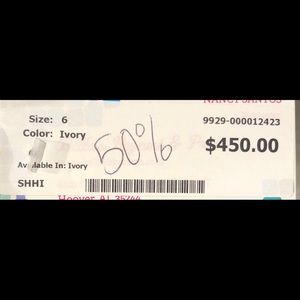 NANCY SANTOS
Size: 6
9929-000012423
Color: Ivory
50%
$450.00
Available In: Ivory
SHHI
Hoover AL 35244